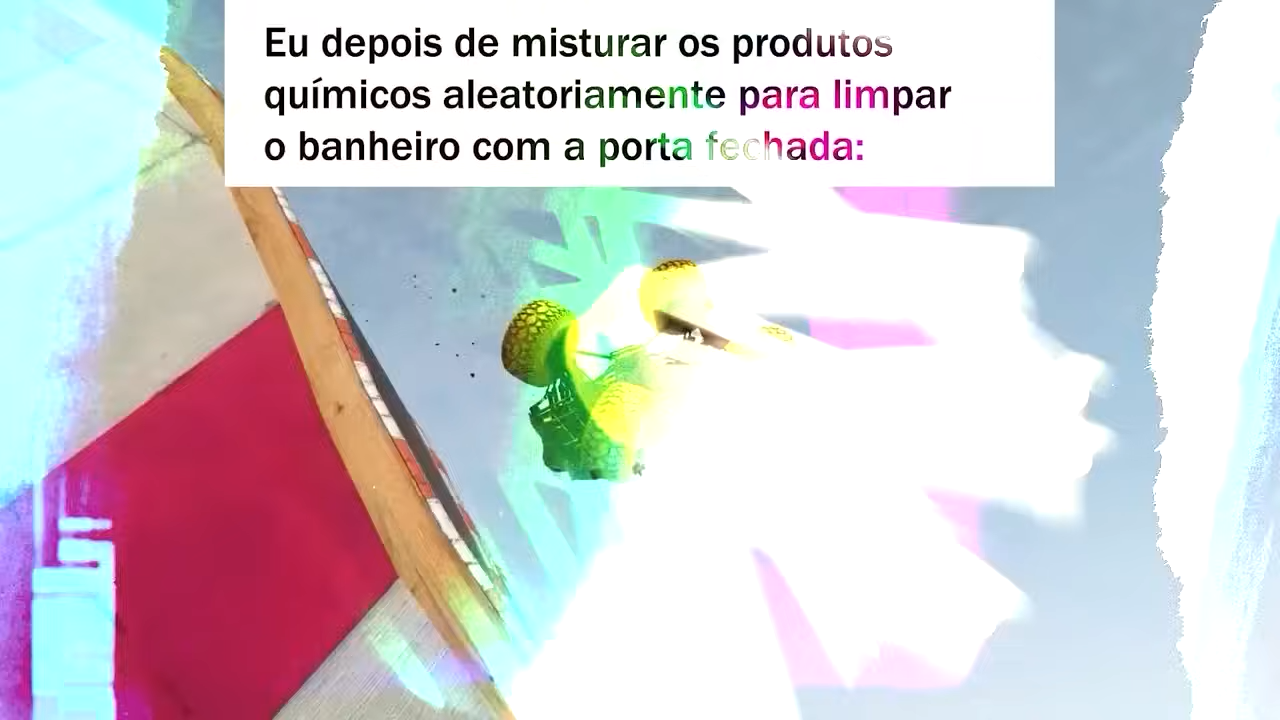 Eu depois de misturar os produtos
químicos aleatoriamente para limpar
o banheiro com a porta fechada: